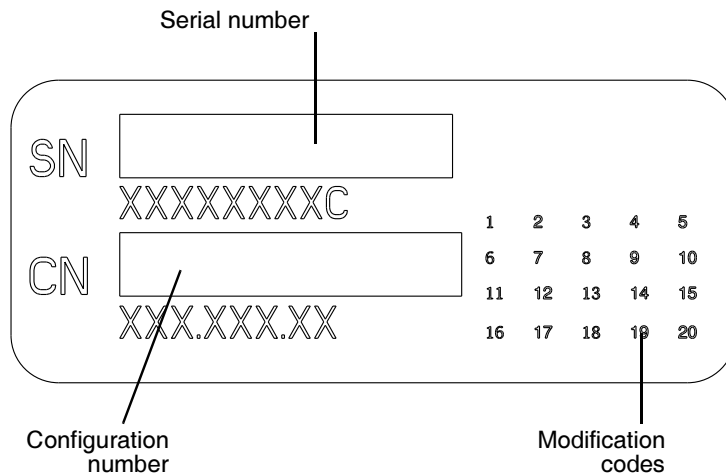 Serial number
SN
XXXXXXXXC
CN
XXX.XXX.XX
1 2 3 4 5
6 7 8 9 10
11 12 13 14 15
16 17 18 19 20
Configuration
number
Modification
codes